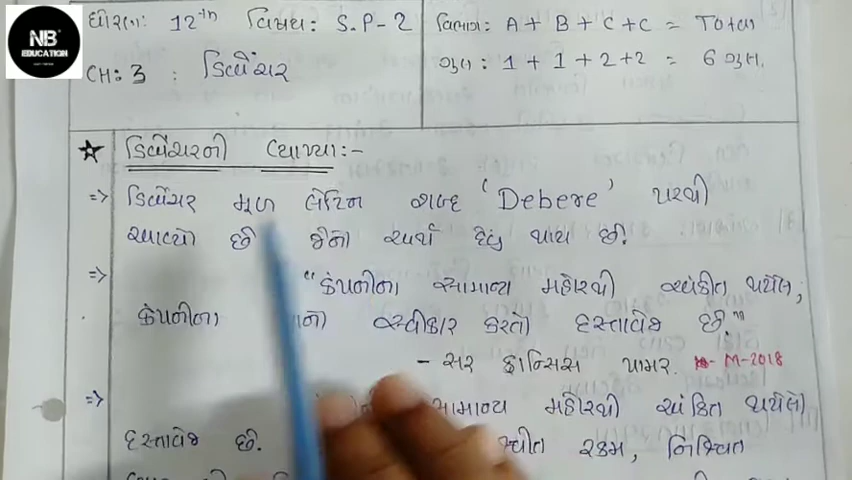 NB
EDUCATION
ધોરણ: 12th વિષય: S.P-2
CH: 3 : ડિબેંચર
વિભાગ: A + B + C + C = Total
ગુણ: 1 + 1 + 2 + 2 = 6 ગુણ.
☆ ડિબેંચરની વ્યાખ્યા:-
=> ડિબેંચર મૂળ લેટિન શબ્દ 'Debere' પરથી
આવ્યો છે જેનો અર્થ દેવું થાય છે.
=> "કંપનીના સામાન્ય મહોરથી અંકીત થયેલ,
કંપનીના સ્વીકાર કરતો દસ્તાવેજ છે."
- સર ફ્રાન્સિસ પામર. M-2018
=> સામાન્ય મહોરથી અંકિત થયેલો
દસ્તાવેજ છે. રકમ, નિશ્ચિત